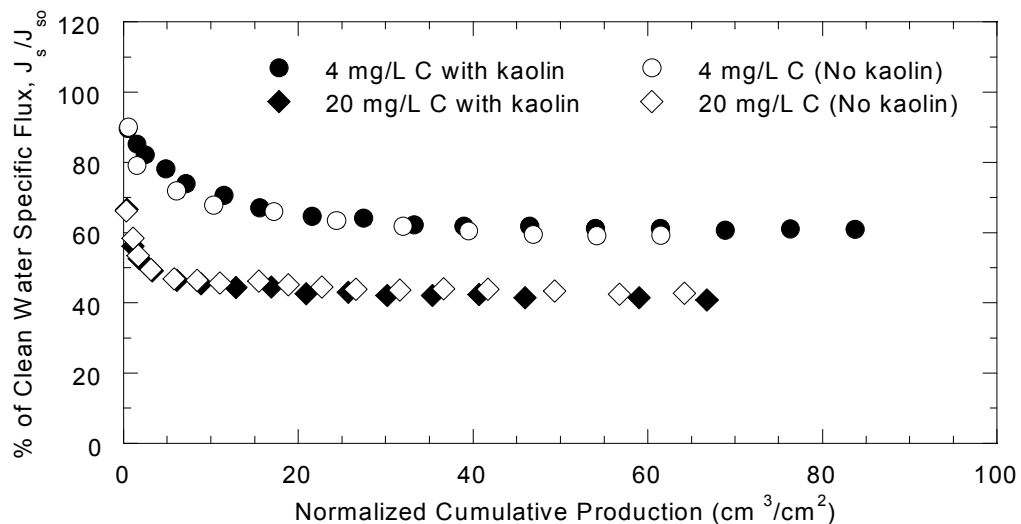 % of Clean Water Specific Flux, J_s/J_so
120
100
80
60
40
20
0
4 mg/L C with kaolin
4 mg/L C (No kaolin)
20 mg/L C with kaolin
20 mg/L C (No kaolin)
0 20 40 60 80 100
Normalized Cumulative Production (cm ³/cm²)